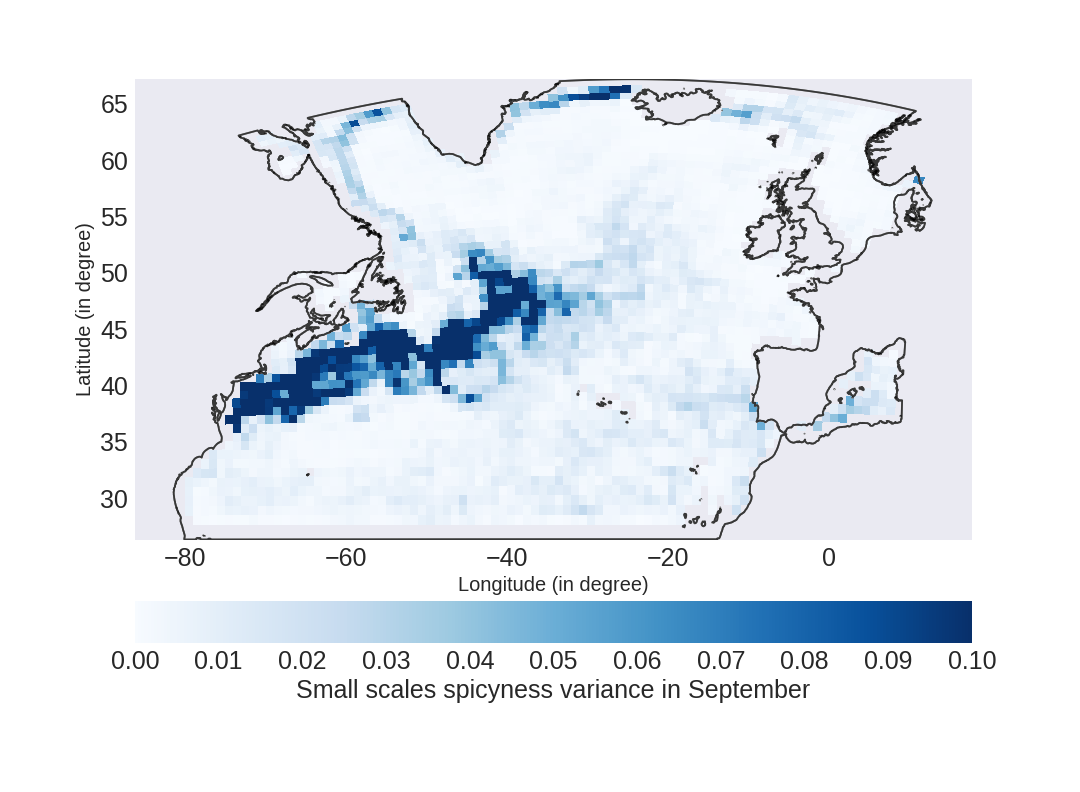 65
60
55
50
45
40
35
30
Latitude (in degree)
−80 −60 −40 −20 0
Longitude (in degree)
0.00 0.01 0.02 0.03 0.04 0.05 0.06 0.07 0.08 0.09 0.10
Small scales spicyness variance in September